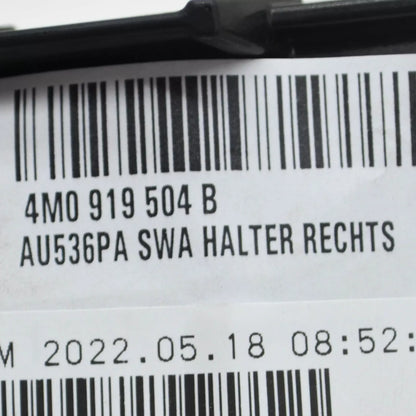 4M0 919 504 B
AU536PA SWA HALTER RECHTS
M 2022.05.18 08:52: